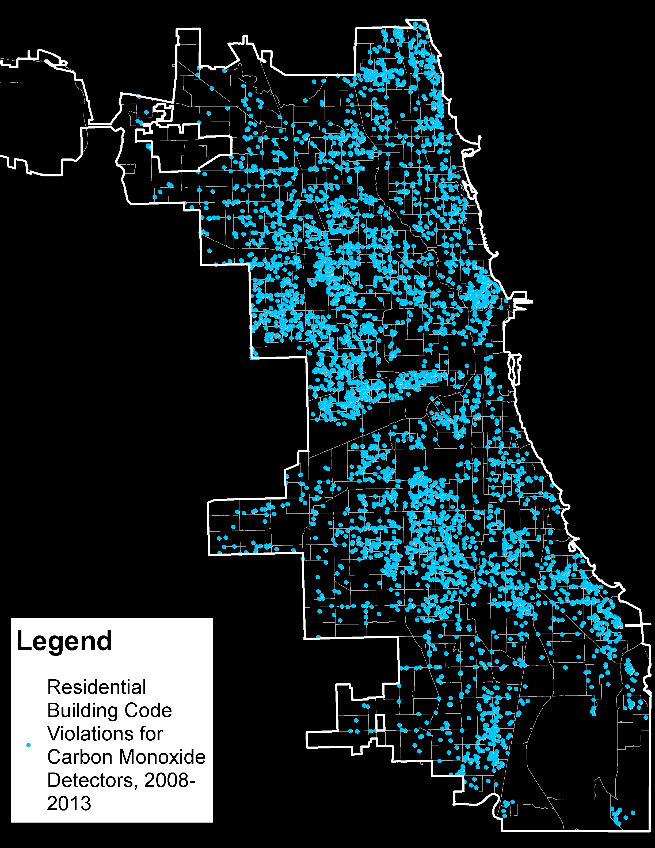 Legend
Residential
Building Code
Violations for
Carbon Monoxide
Detectors, 2008-
2013